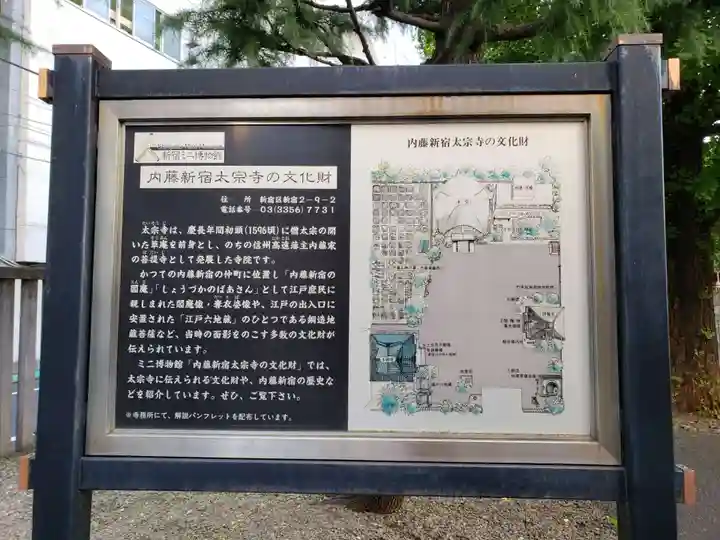 新宿ミニ博物館
内藤新宿太宗寺の文化財
住　所　新宿区新宿2-9-2
電話番号　03(3356)7731
太宗寺は、慶長年間初頭(1596頃)に僧太宗の開
いた草庵を前身とし、のちの信州高遠藩主内藤家
の菩提寺として発展した寺院です。
かつての内藤新宿の仲町に位置し「内藤新宿の
閻魔」「しょうづかのばあさん」として江戸庶民に
親しまれた閻魔像・奪衣婆像や、江戸の出入口に
安置された「江戸六地蔵」のひとつである銅造地
蔵菩薩など、当時の面影をのこす多数の文化財が
伝えられています。
ミニ博物館「内藤新宿太宗寺の文化財」では、
太宗寺に伝えられる文化財や、内藤新宿の歴史な
どを紹介しています。ぜひ、ご覧下さい。
※寺務所にて、解説パンフレットを配布しています。
内藤新宿太宗寺の文化財